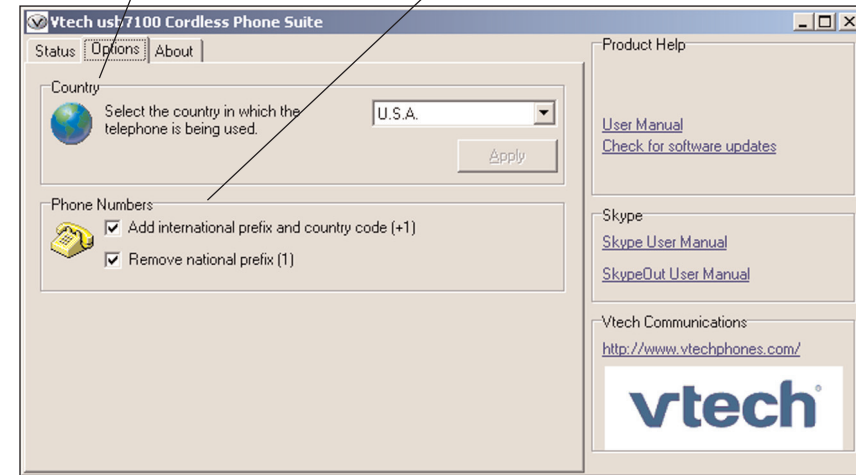 Vtech usb7100 Cordless Phone Suite
Status Options About
Country
Select the country in which the
telephone is being used.
U.S.A.
Apply
Phone Numbers
Add international prefix and country code (+1)
Remove national prefix (1)
Product Help
User Manual
Check for software updates
Skype
Skype User Manual
SkypeOut User Manual
Vtech Communications
http://www.vtechphones.com/
vtech